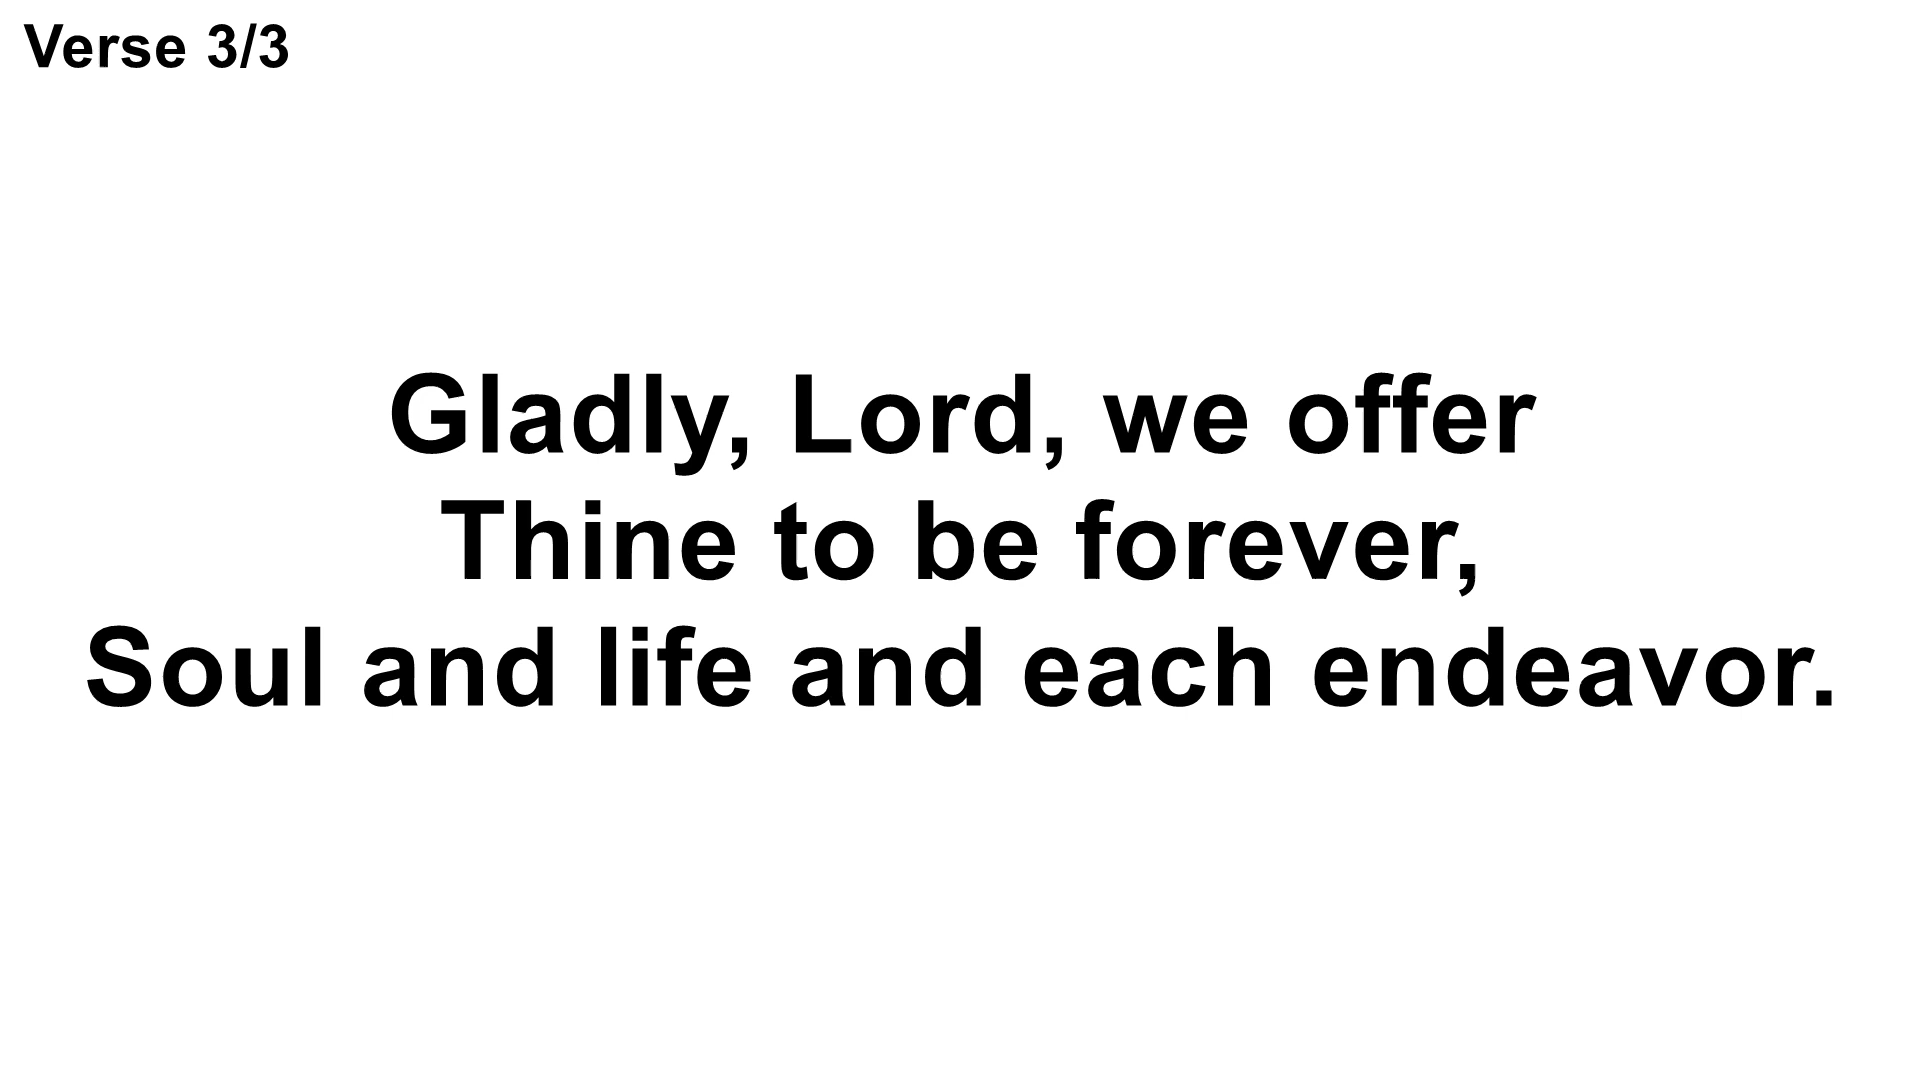 Verse 3/3
Gladly, Lord, we offer
Thine to be forever,
Soul and life and each endeavor.